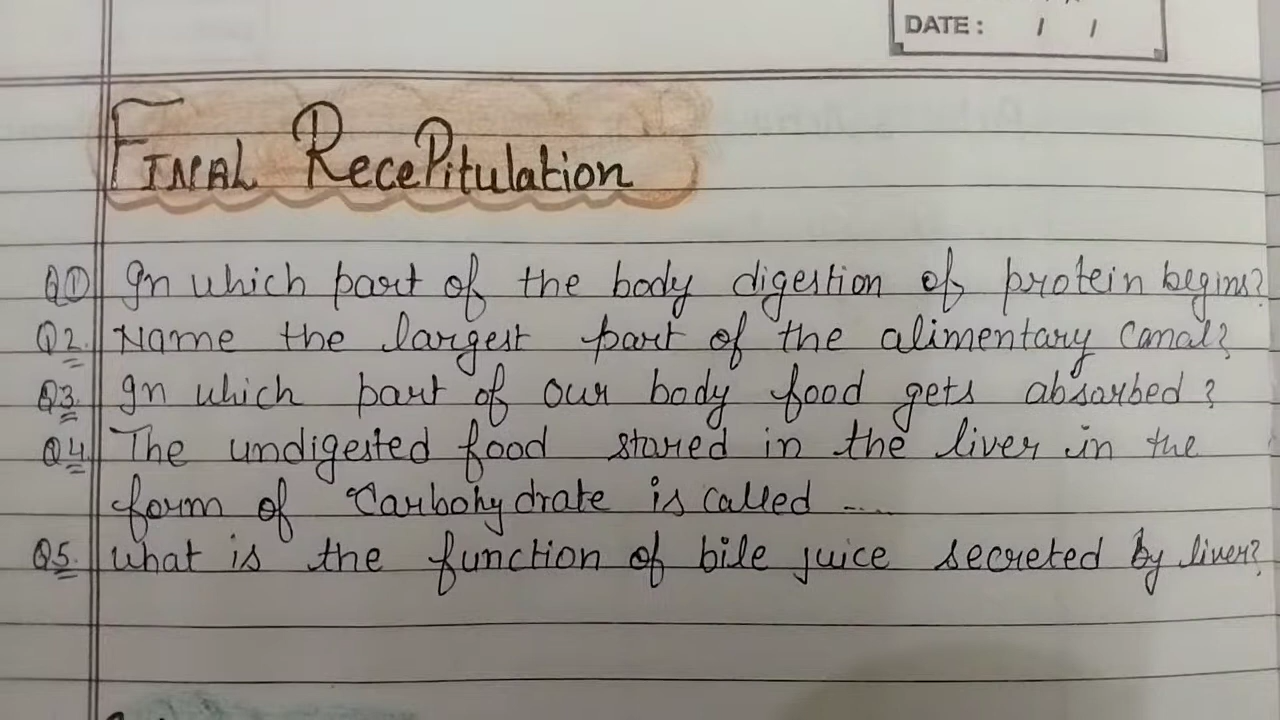 DATE: / /
FINAL RecePitulation
Q① In which part of the body digestion of protein begins?
Q2. Name the largest part of the alimentary canal?
Q3. In which part of our body food gets absorbed?
Q4. The undigested food stored in the liver in the
form of Carbohydrate is called ....
Q5. What is the function of bile juice secreted by liver?